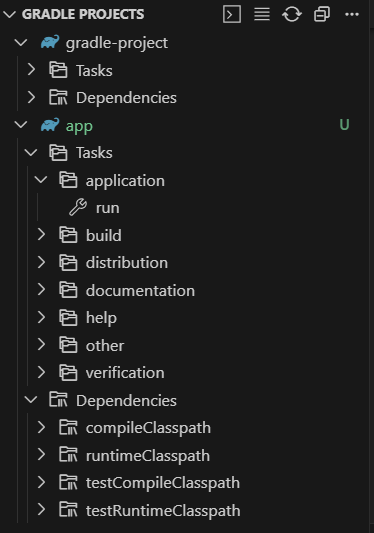 GRADLE PROJECTS
gradle-project
Tasks
Dependencies
app U
Tasks
application
run
build
distribution
documentation
help
other
verification
Dependencies
compileClasspath
runtimeClasspath
testCompileClasspath
testRuntimeClasspath